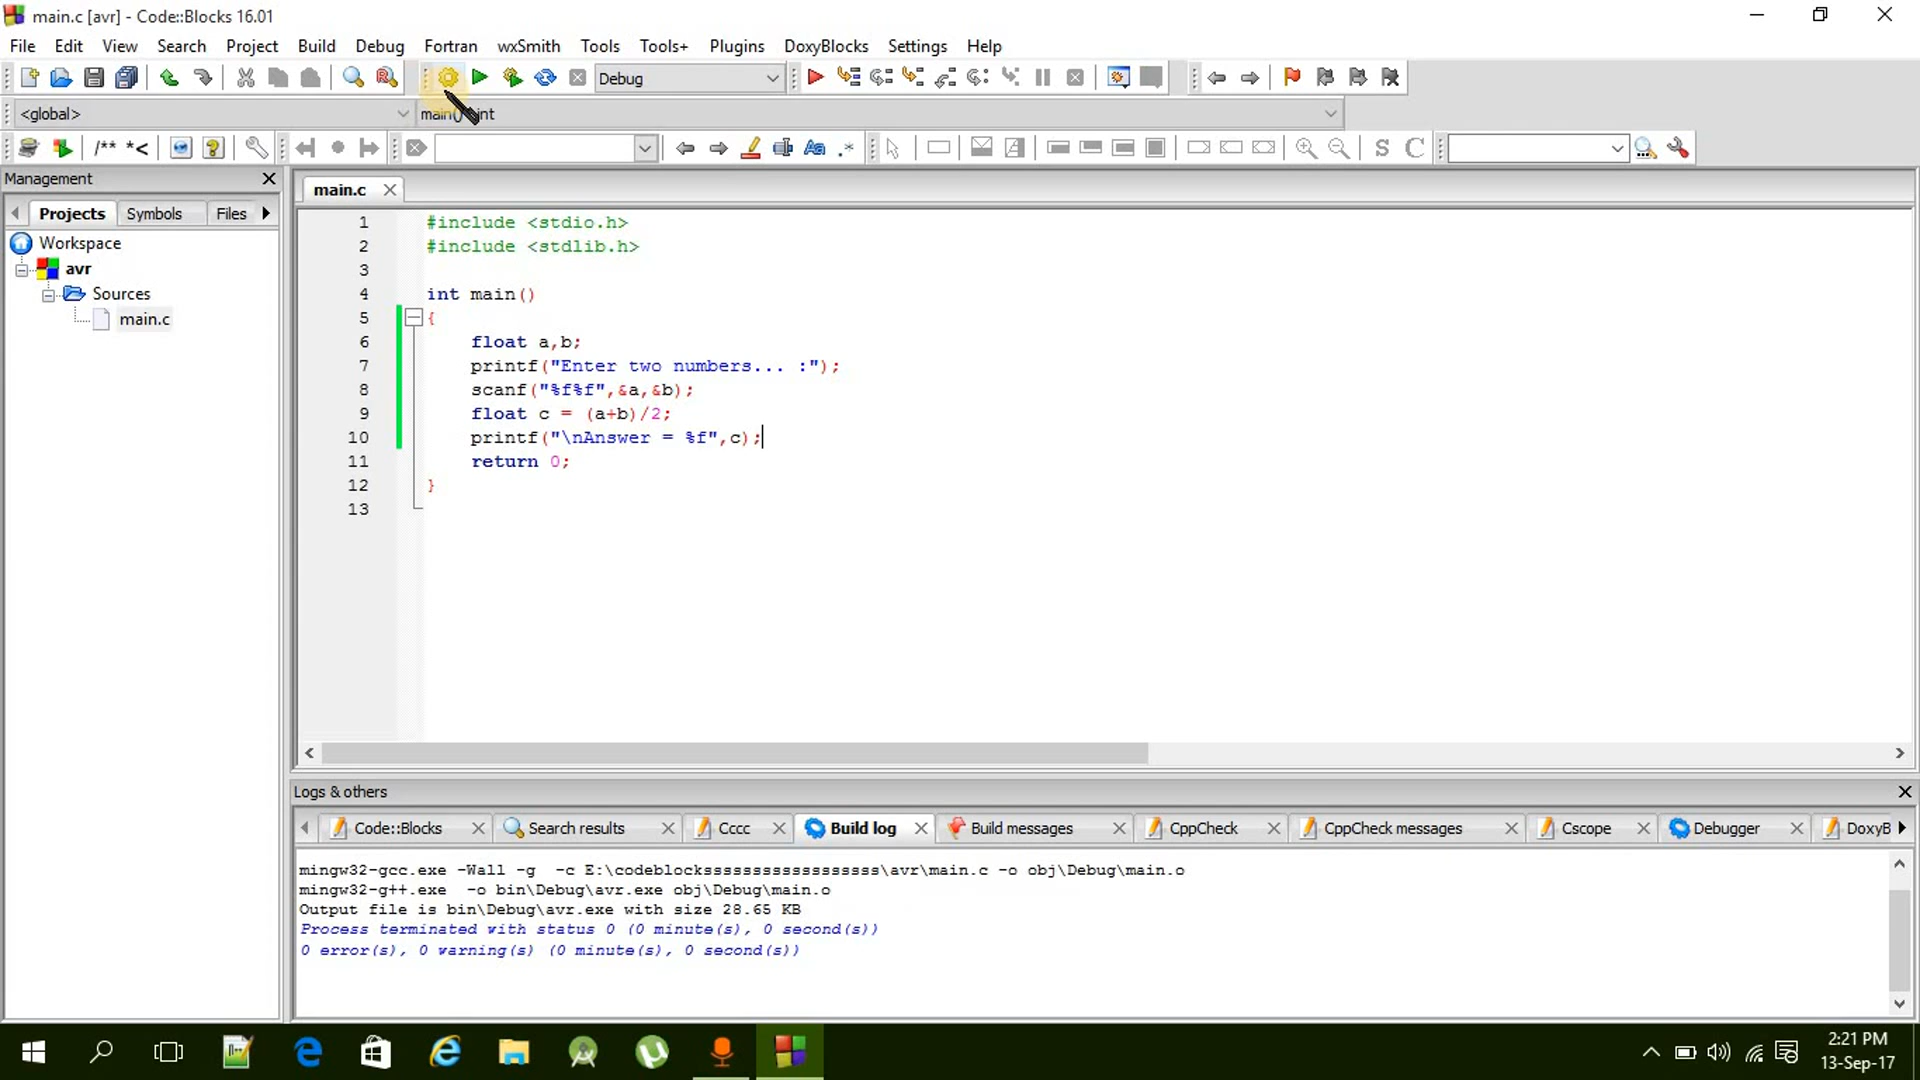 main.c [avr] - Code::Blocks 16.01
File Edit View Search Project Build Debug Fortran wxSmith Tools Tools+ Plugins DoxyBlocks Settings Help
Debug
<global> main() int
/** *<
Aa .* S C
Management
main.c
Projects Symbols Files
1 #include <stdio.h>
2 #include <stdlib.h>
Workspace
3
avr
4 int main()
Sources
5 {
main.c
6 float a,b;
7 printf("Enter two numbers... :");
8 scanf("%f%f",&a,&b);
9 float c = (a+b)/2;
10 printf("\nAnswer = %f",c);
11 return 0;
12 }
13
Logs & others
Code::Blocks Search results Cccc Build log Build messages CppCheck CppCheck messages Cscope Debugger DoxyB
mingw32-gcc.exe -Wall -g -c E:\codeblocksssssssssssssssssss\avr\main.c -o obj\Debug\main.o
mingw32-g++.exe -o bin\Debug\avr.exe obj\Debug\main.o
Output file is bin\Debug\avr.exe with size 28.65 KB
Process terminated with status 0 (0 minute(s), 0 second(s))
0 error(s), 0 warning(s) (0 minute(s), 0 second(s))
2:21 PM
13-Sep-17